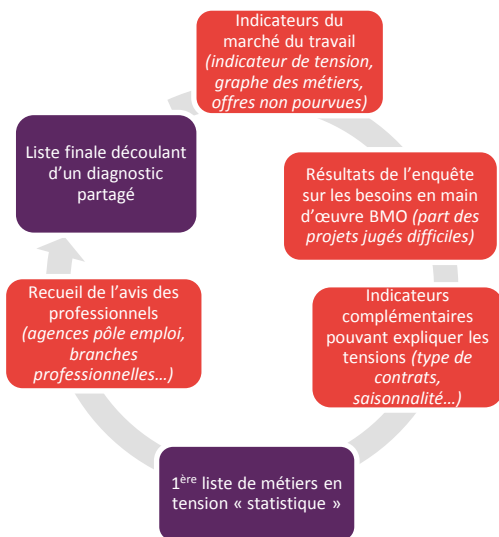 Indicateurs du
marché du travail
(indicateur de tension,
graphe des métiers,
offres non pourvues)
Résultats de l'enquête
sur les besoins en main
d'œuvre BMO (part des
projets jugés difficiles)
Indicateurs
complémentaires
pouvant expliquer les
tensions (type de
contrats,
saisonnalité…)
1ère liste de métiers en
tension « statistique »
Recueil de l'avis des
professionnels
(agences pôle emploi,
branches
professionnelles…)
Liste finale découlant
d'un diagnostic
partagé